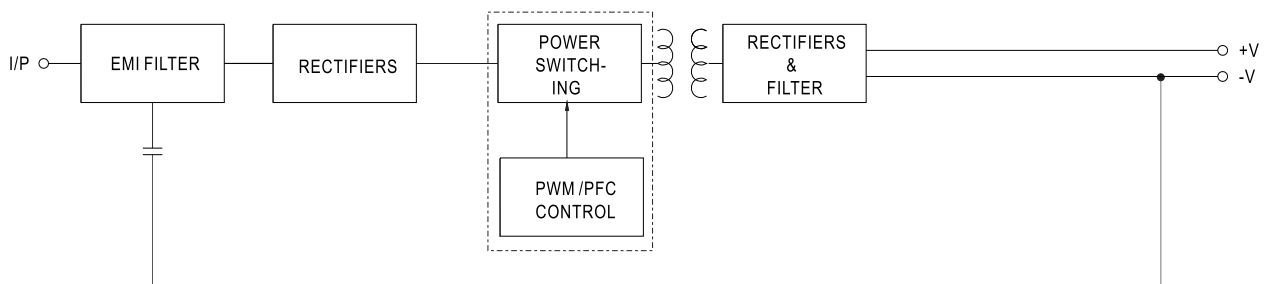 I/P
EMI FILTER
RECTIFIERS
POWER
SWITCH-
ING
PWM /PFC
CONTROL
RECTIFIERS
&
FILTER
+V
-V